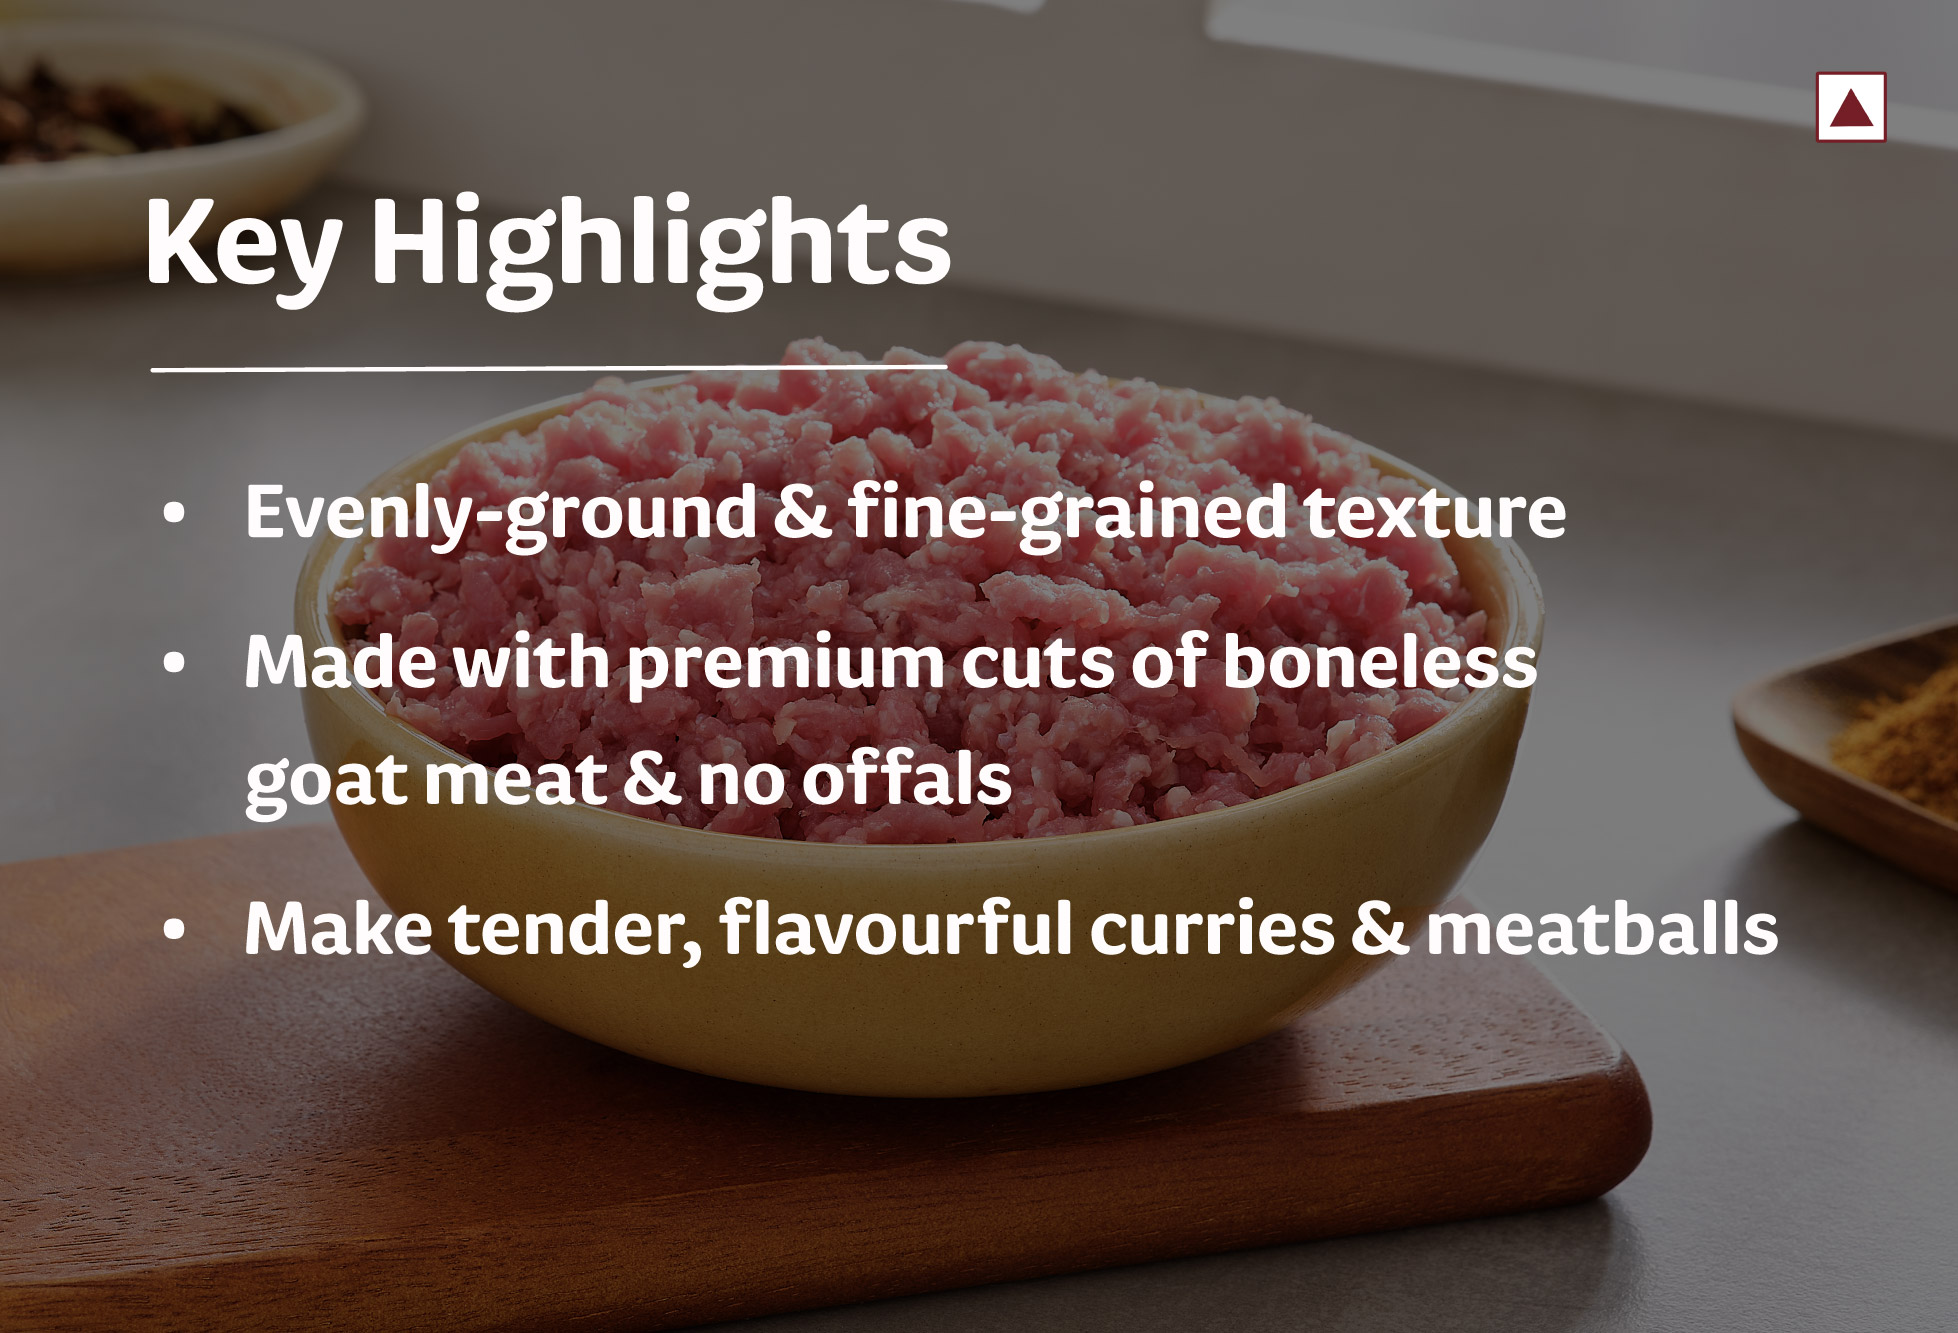 Key Highlights
• Evenly-ground & fine-grained texture
• Made with premium cuts of boneless
goat meat & no offals
• Make tender, flavourful curries & meatballs